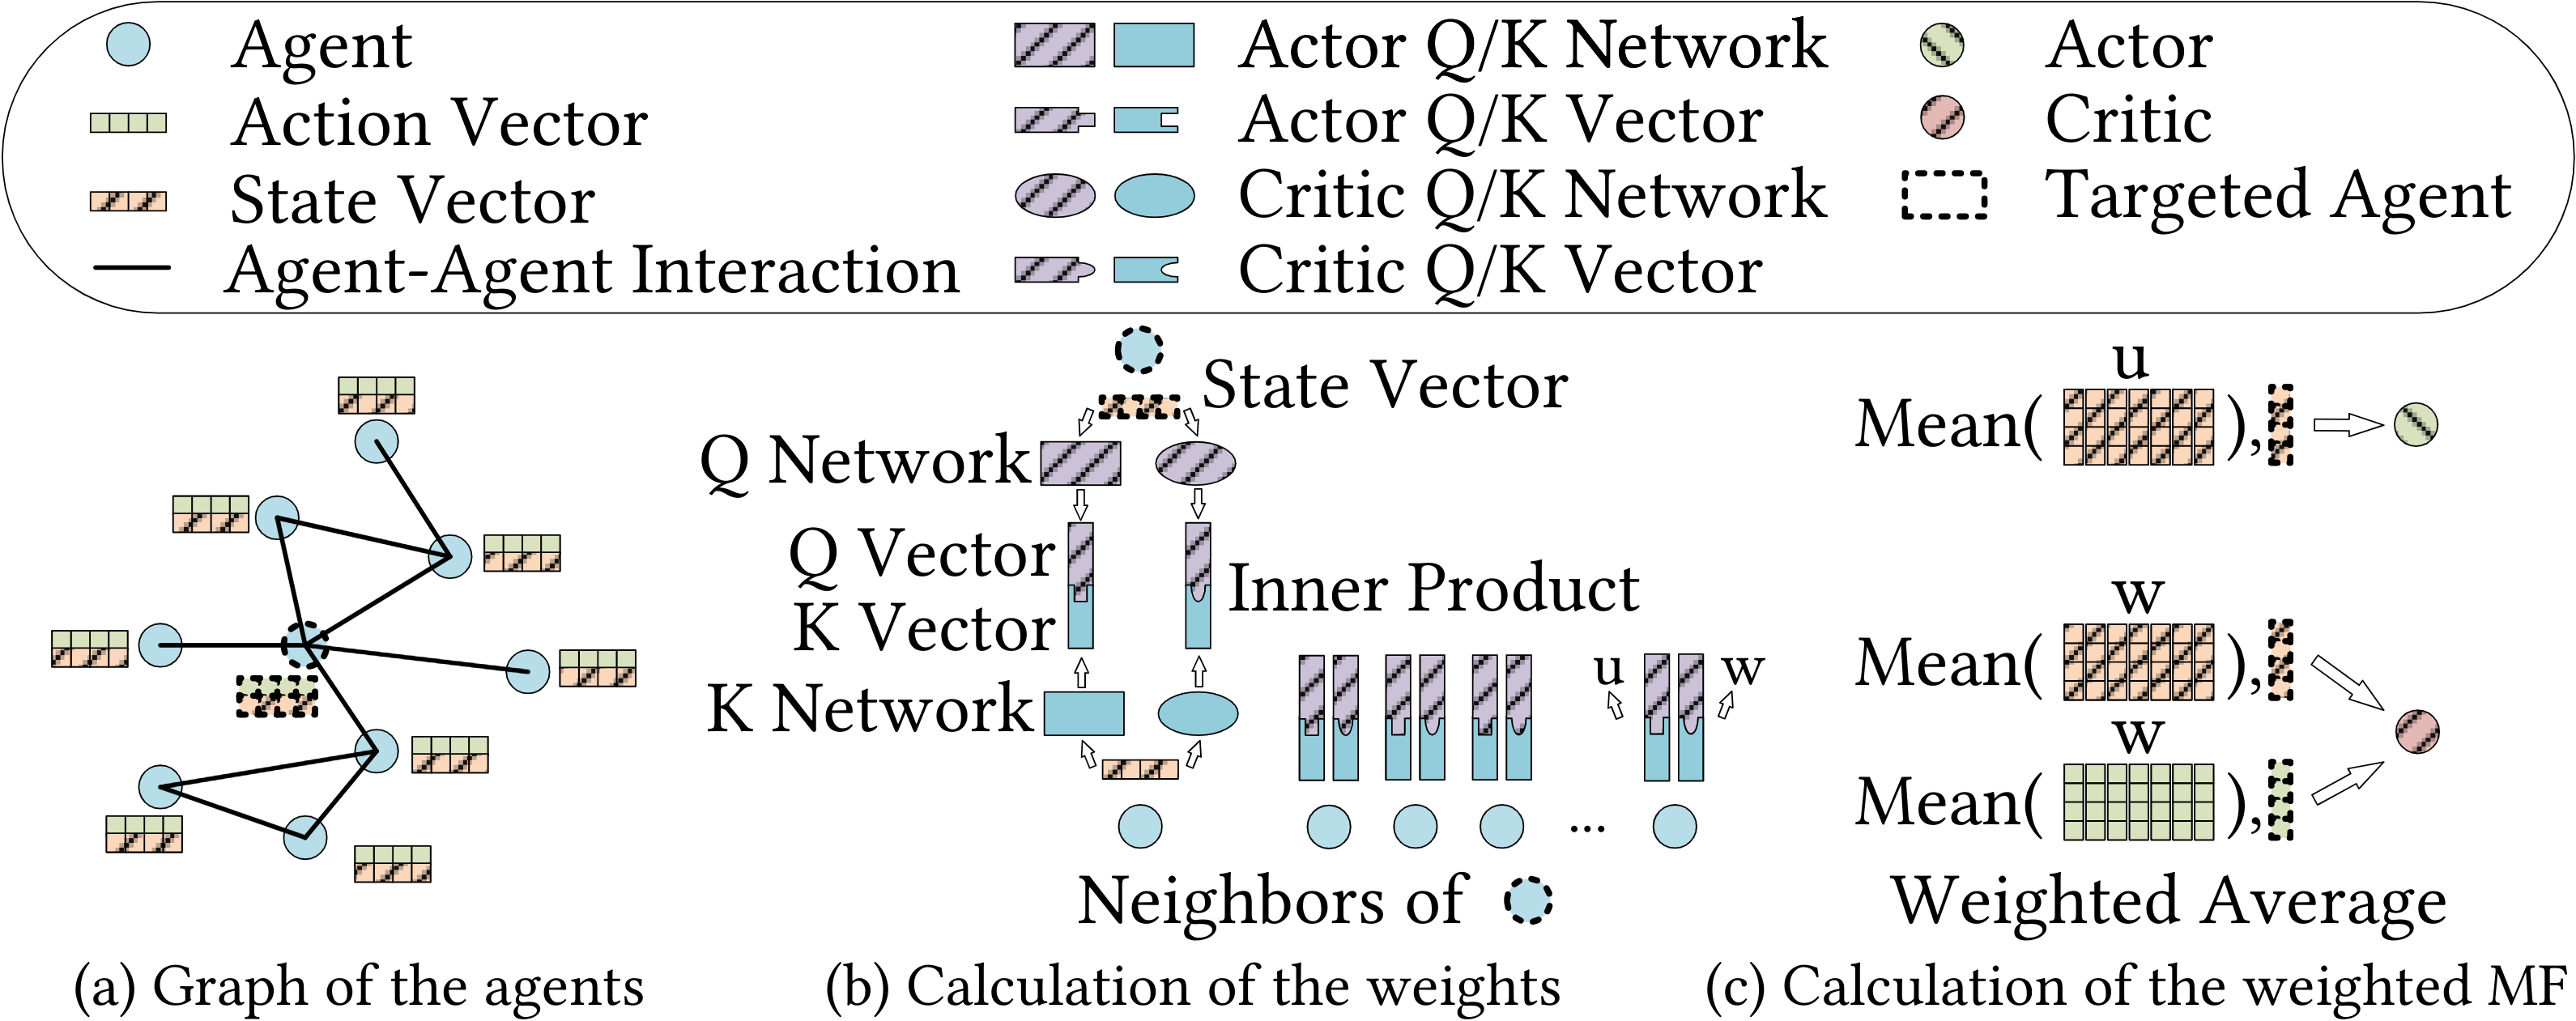 Agent
Action Vector
State Vector
Agent-Agent Interaction
Actor Q/K Network
Actor Q/K Vector
Critic Q/K Network
Critic Q/K Vector
Actor
Critic
Targeted Agent
(a) Graph of the agents
State Vector
Q Network
Q Vector
K Vector
Inner Product
K Network
u
w
...
Neighbors of
(b) Calculation of the weights
u
Mean( ),
w
Mean( ),
w
Mean( ),
Weighted Average
(c) Calculation of the weighted MF